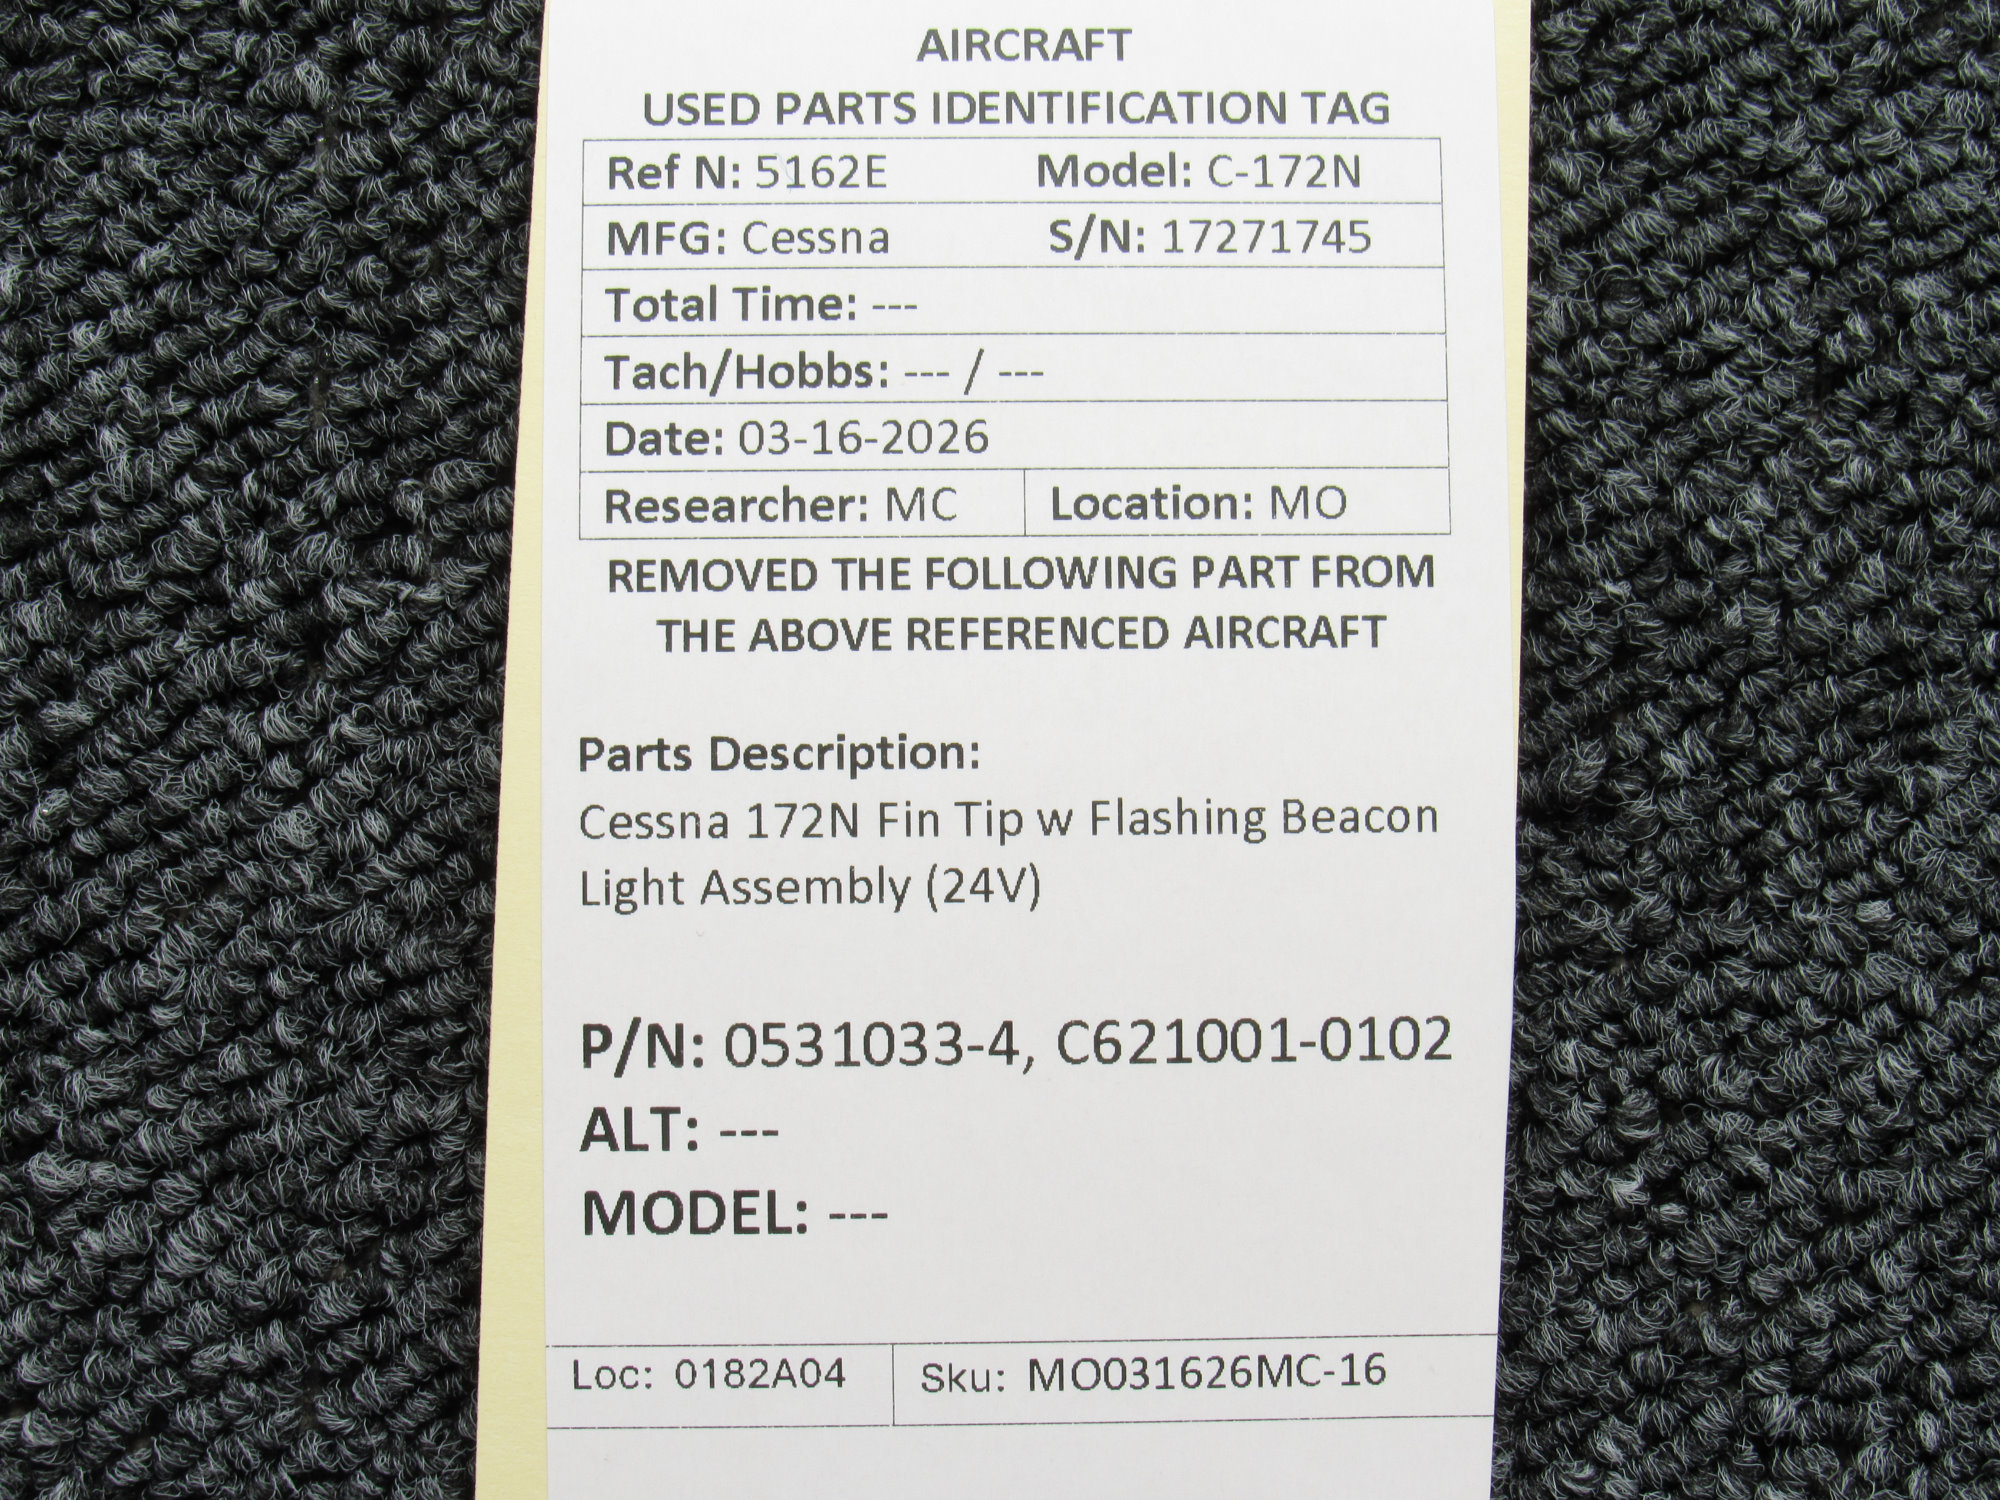 AIRCRAFT
USED PARTS IDENTIFICATION TAG
Ref N: 5162E Model: C-172N
MFG: Cessna S/N: 17271745
Total Time: ---
Tach/Hobbs: --- / ---
Date: 03-16-2026
Researcher: MC Location: MO
REMOVED THE FOLLOWING PART FROM
THE ABOVE REFERENCED AIRCRAFT
Parts Description:
Cessna 172N Fin Tip w Flashing Beacon
Light Assembly (24V)
P/N: 0531033-4, C621001-0102
ALT: ---
MODEL: ---
Loc: 0182A04 Sku: MO031626MC-16